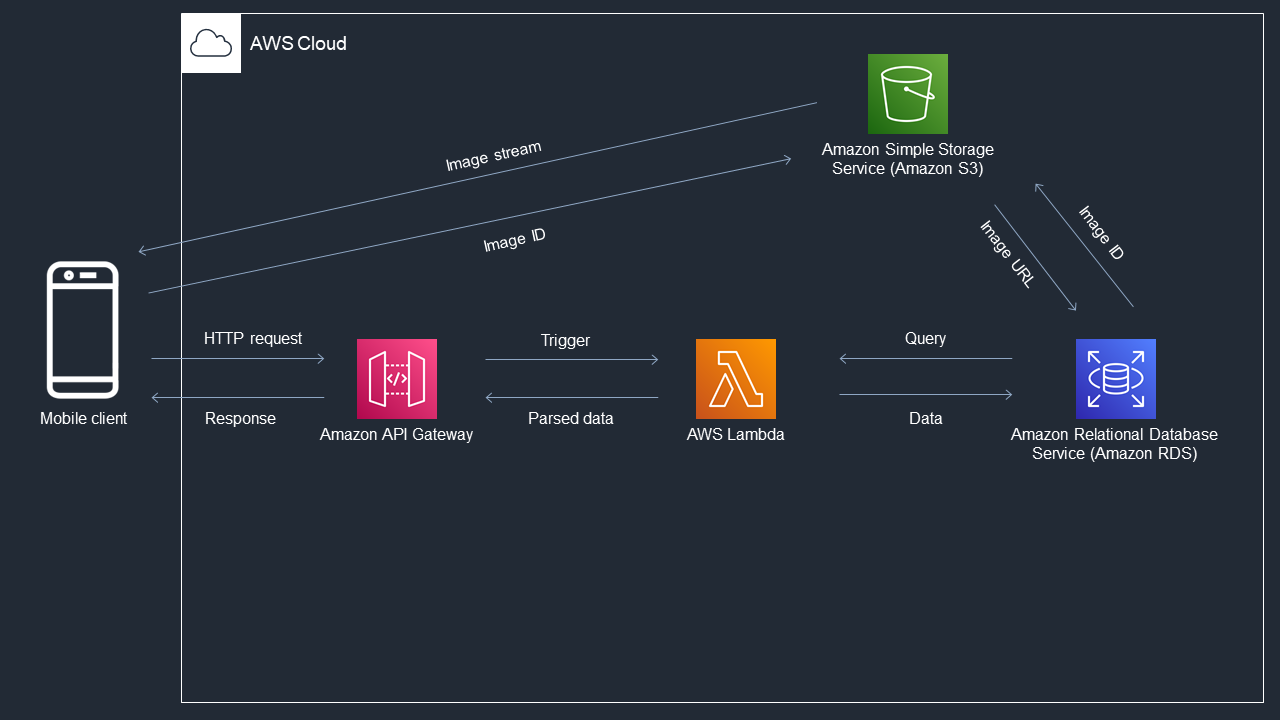 AWS Cloud
Amazon Simple Storage
Service (Amazon S3)
Image stream
Image ID
Image URL
Image ID
HTTP request
Trigger
Query
Mobile client
Response
Parsed data
Data
Amazon API Gateway
AWS Lambda
Amazon Relational Database
Service (Amazon RDS)